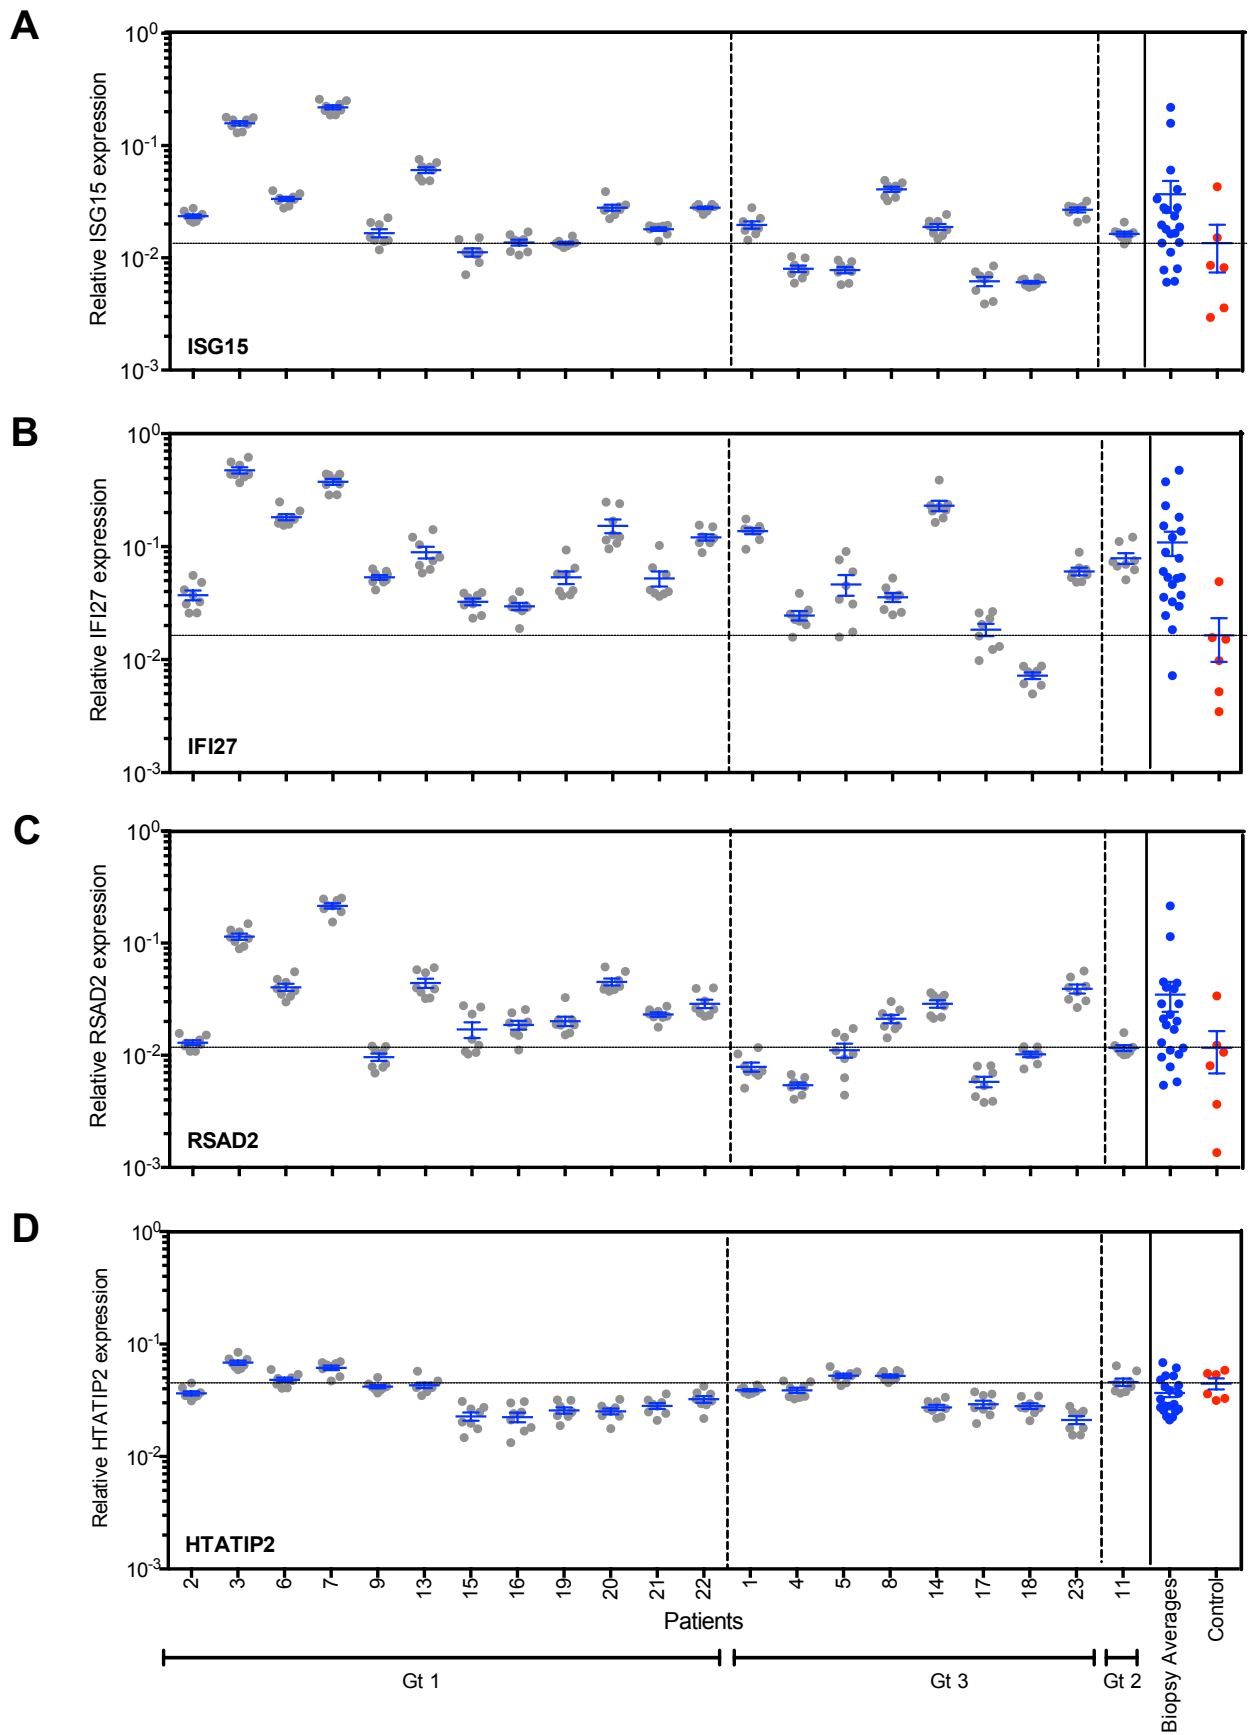 A
10^0
10^-1
10^-2
10^-3
Relative ISG15 expression
ISG15
B
10^0
10^-1
10^-2
10^-3
Relative IFI27 expression
IFI27
C
10^0
10^-1
10^-2
10^-3
Relative RSAD2 expression
RSAD2
D
10^0
10^-1
10^-2
10^-3
Relative HTATIP2 expression
HTATIP2
2 3 6 7 9 13 15 16 19 20 21 22 1 4 5 8 14 17 18 23 11 Biopsy Averages Control
Patients
Gt 1 Gt 3 Gt 2